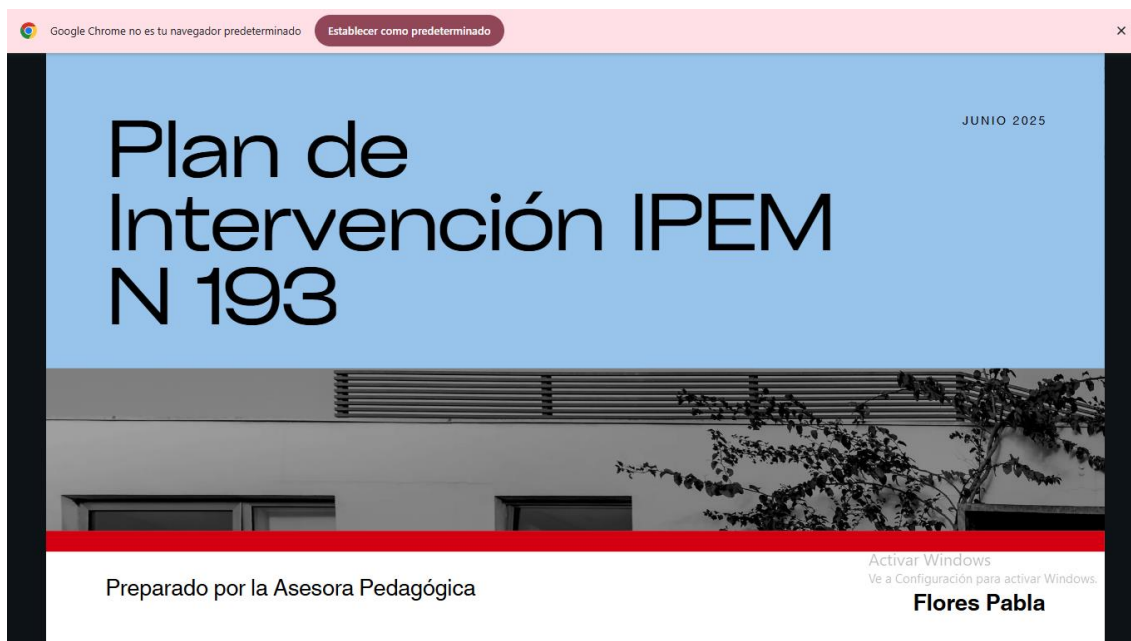 Google Chrome no es tu navegador predeterminado Establecer como predeterminado
JUNIO 2025
Plan de
Intervención IPEM
N 193
Activar Windows
Ve a Configuración para activar Windows.
Preparado por la Asesora Pedagógica
Flores Pabla